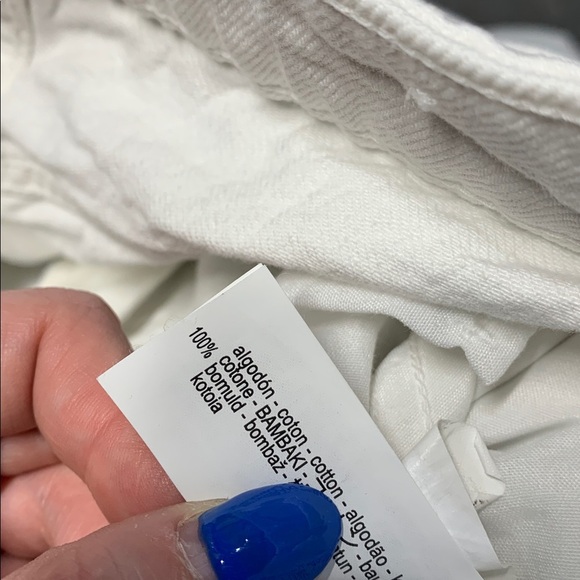 algodón - coton - cotton - algodão -
100% cotone - BAMBAKI -
bomuld - bombaž -
kotoia